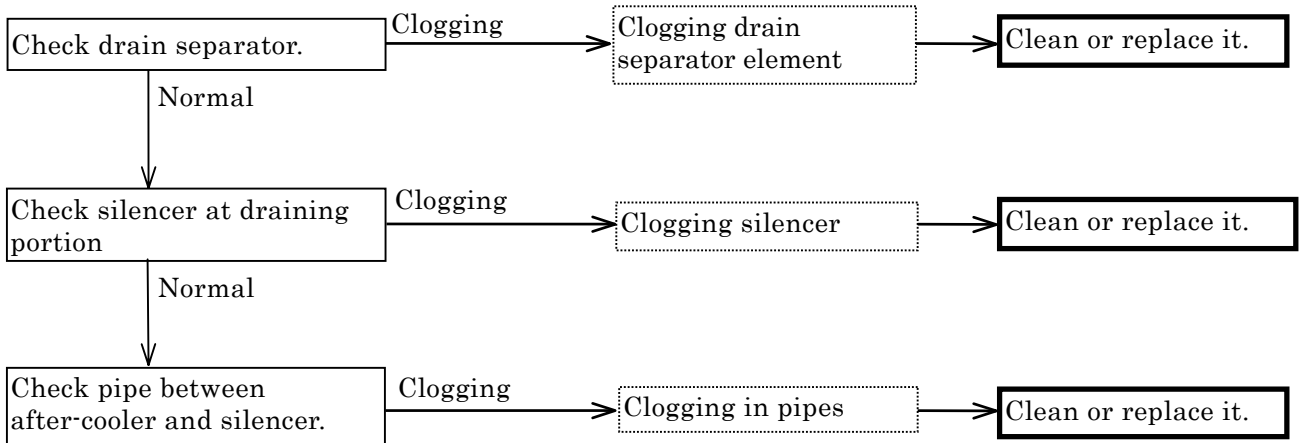 Check drain separator.
Clogging
Clogging drain
separator element
Clean or replace it.
Normal
Check silencer at draining
portion
Clogging
Clogging silencer
Clean or replace it.
Normal
Check pipe between
after-cooler and silencer.
Clogging
Clogging in pipes
Clean or replace it.